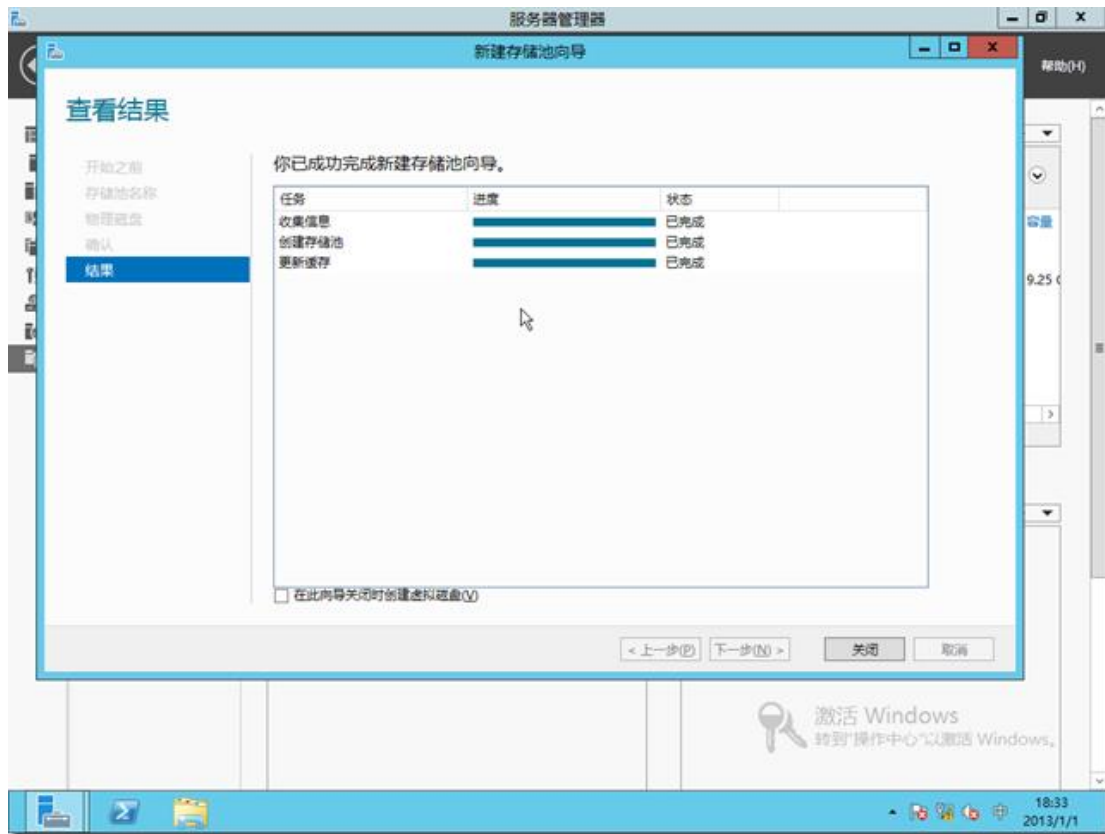 服务器管理器
新建存储池向导
帮助(H)
查看结果
开始之前
存储池名称
物理磁盘
确认
结果
你已成功完成新建存储池向导。
任务 进度 状态
收集信息 已完成
创建存储池 已完成
更新缓存 已完成
容量
9.25
在此向导关闭时创建虚拟磁盘(V)
< 上一步(P) 下一步(N) > 关闭 取消
激活 Windows
转到"操作中心"以激活 Windows。
中
18:33
2013/1/1